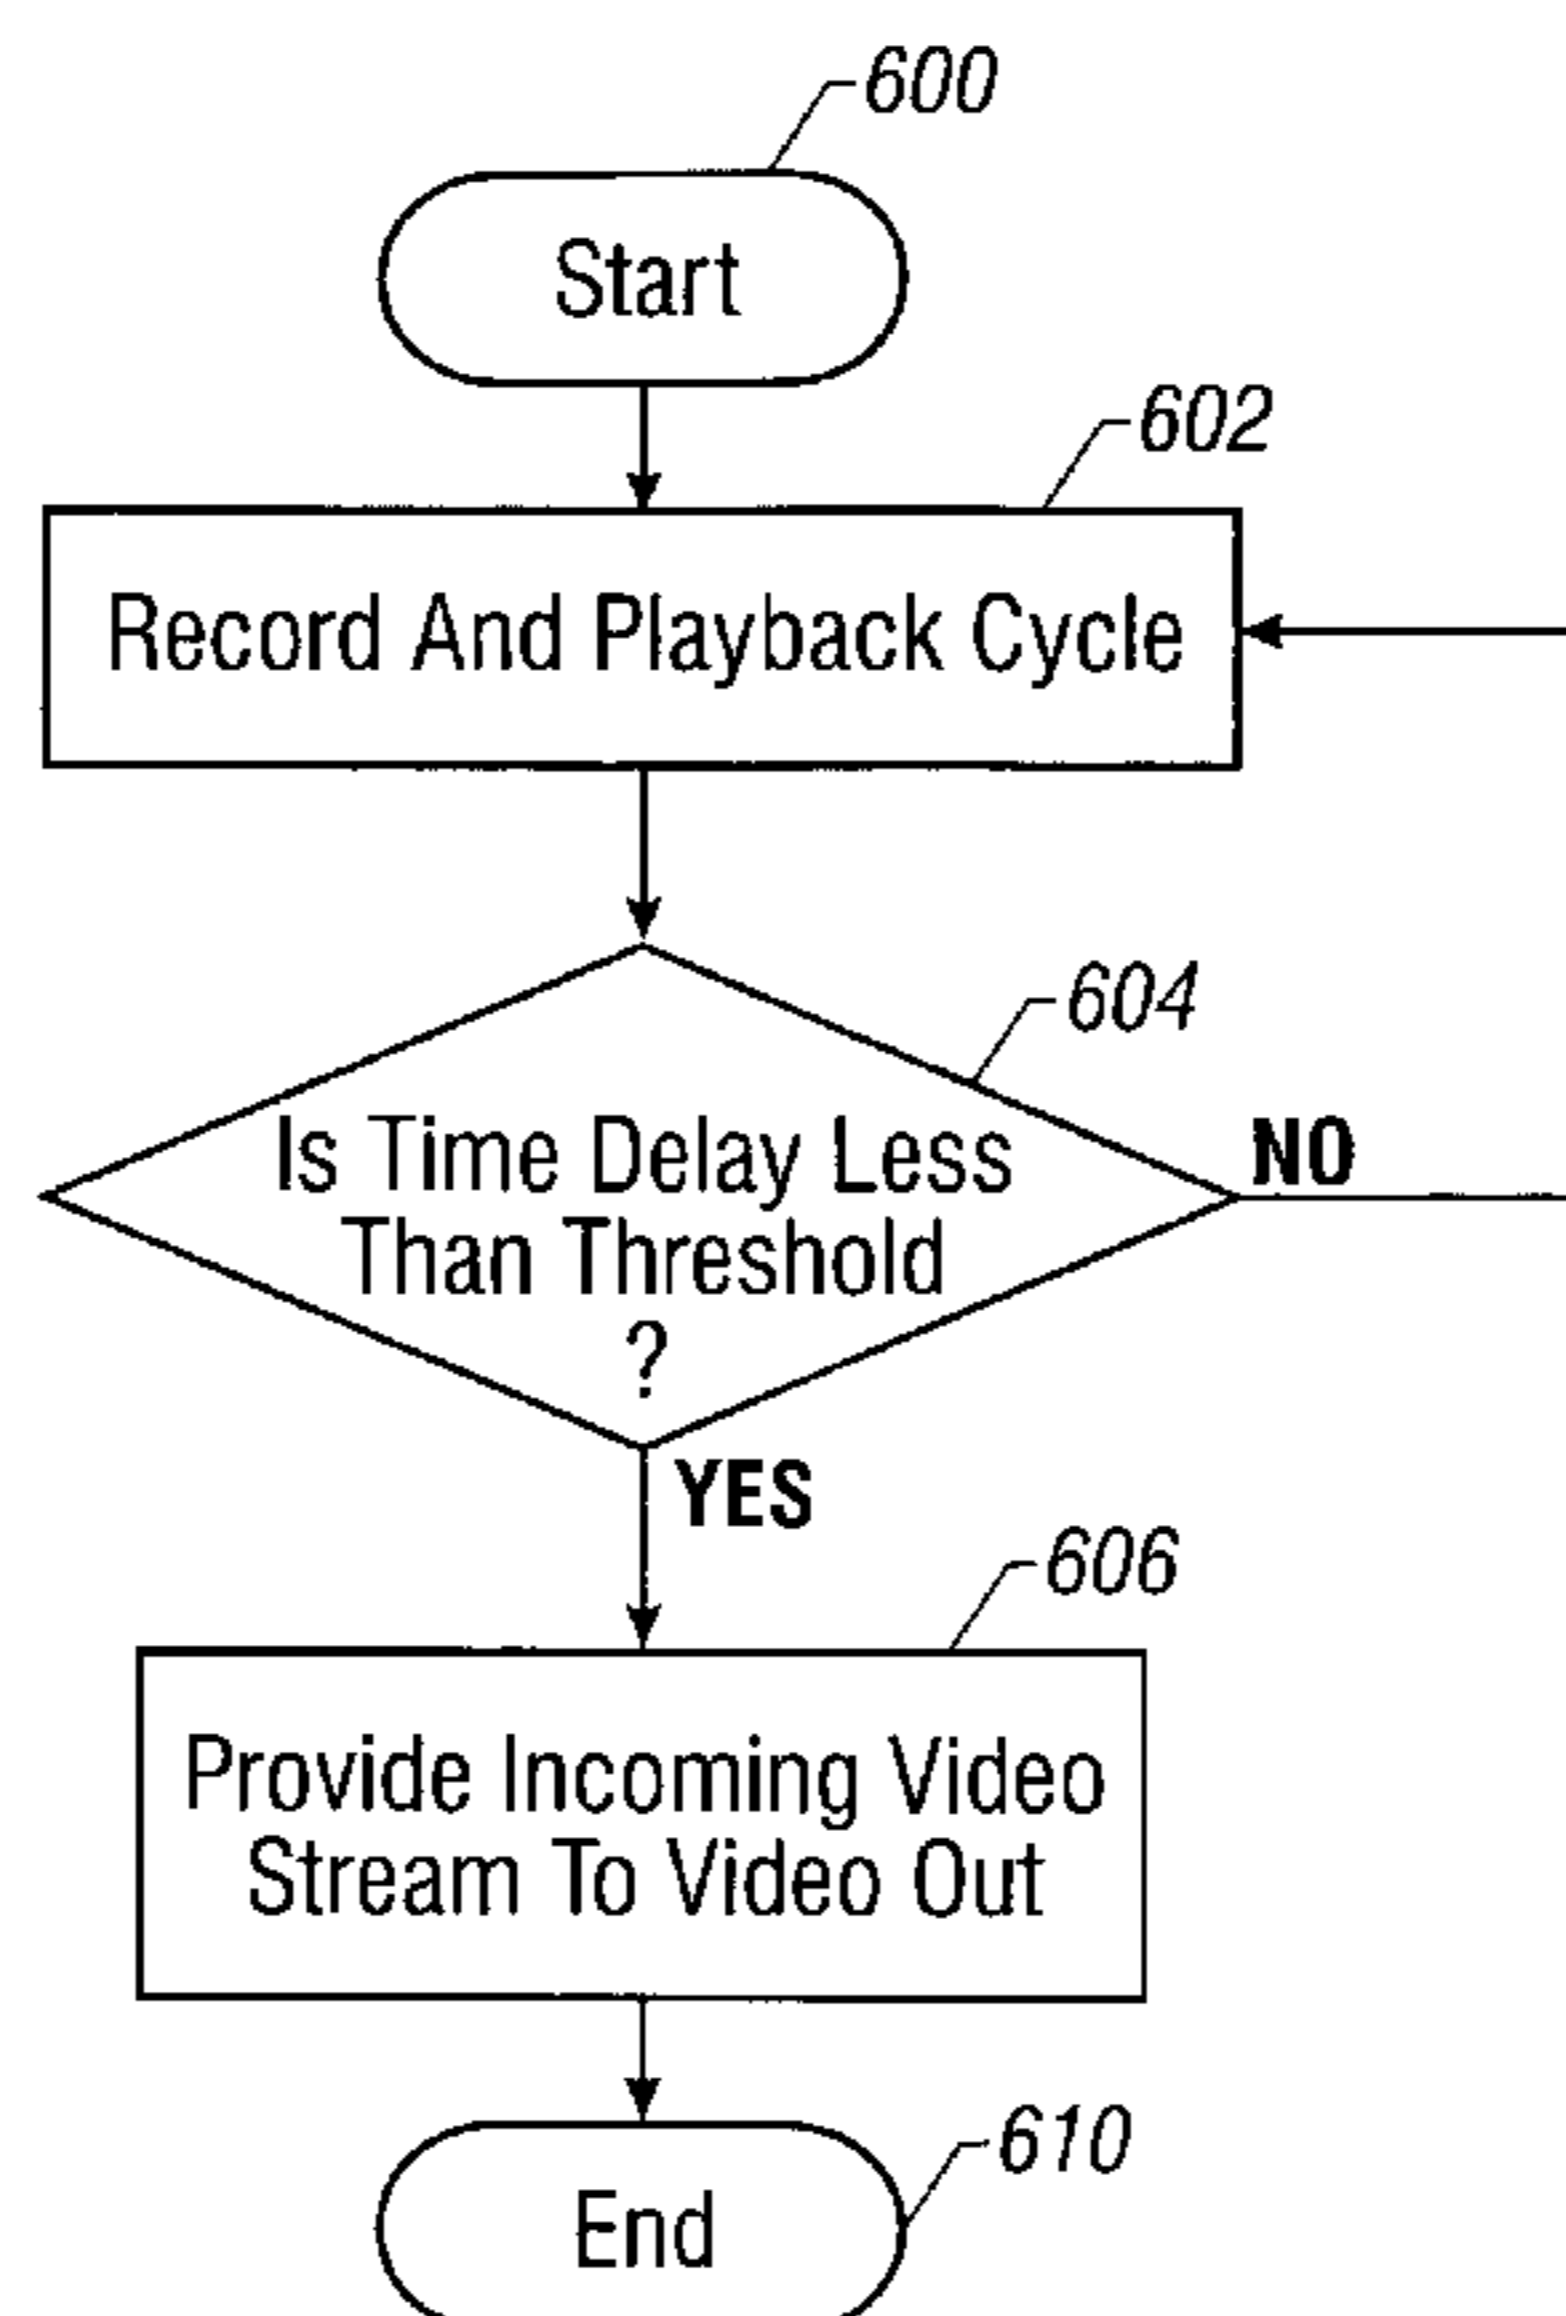 600
Start
602
Record And Playback Cycle
604
Is Time Delay Less
Than Threshold
?
NO
YES
606
Provide Incoming Video
Stream To Video Out
610
End